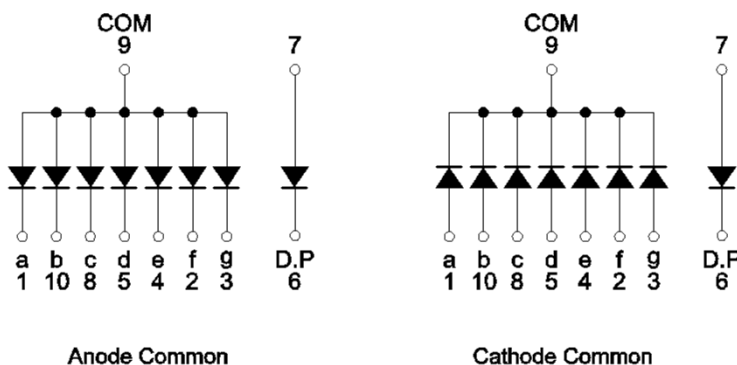 COM COM
9 7 9 7
a b c d e f g D.P a b c d e f g D.P
1 10 8 5 4 2 3 6 1 10 8 5 4 2 3 6
Anode Common Cathode Common